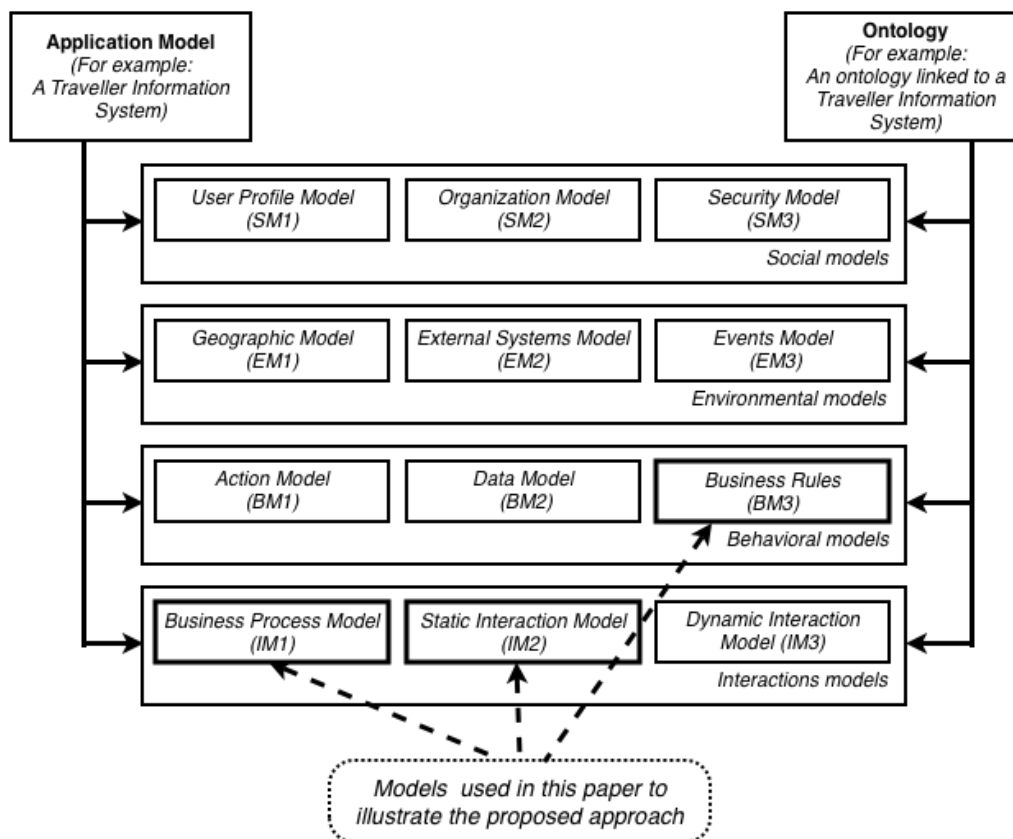 Application Model
(For example:
A Traveller Information
System)
Ontology
(For example:
An ontology linked to a
Traveller Information
System)
User Profile Model
(SM1)
Organization Model
(SM2)
Security Model
(SM3)
Social models
Geographic Model
(EM1)
External Systems Model
(EM2)
Events Model
(EM3)
Environmental models
Action Model
(BM1)
Data Model
(BM2)
Business Rules
(BM3)
Behavioral models
Business Process Model
(IM1)
Static Interaction Model
(IM2)
Dynamic Interaction
Model (IM3)
Interactions models
Models used in this paper to
illustrate the proposed approach